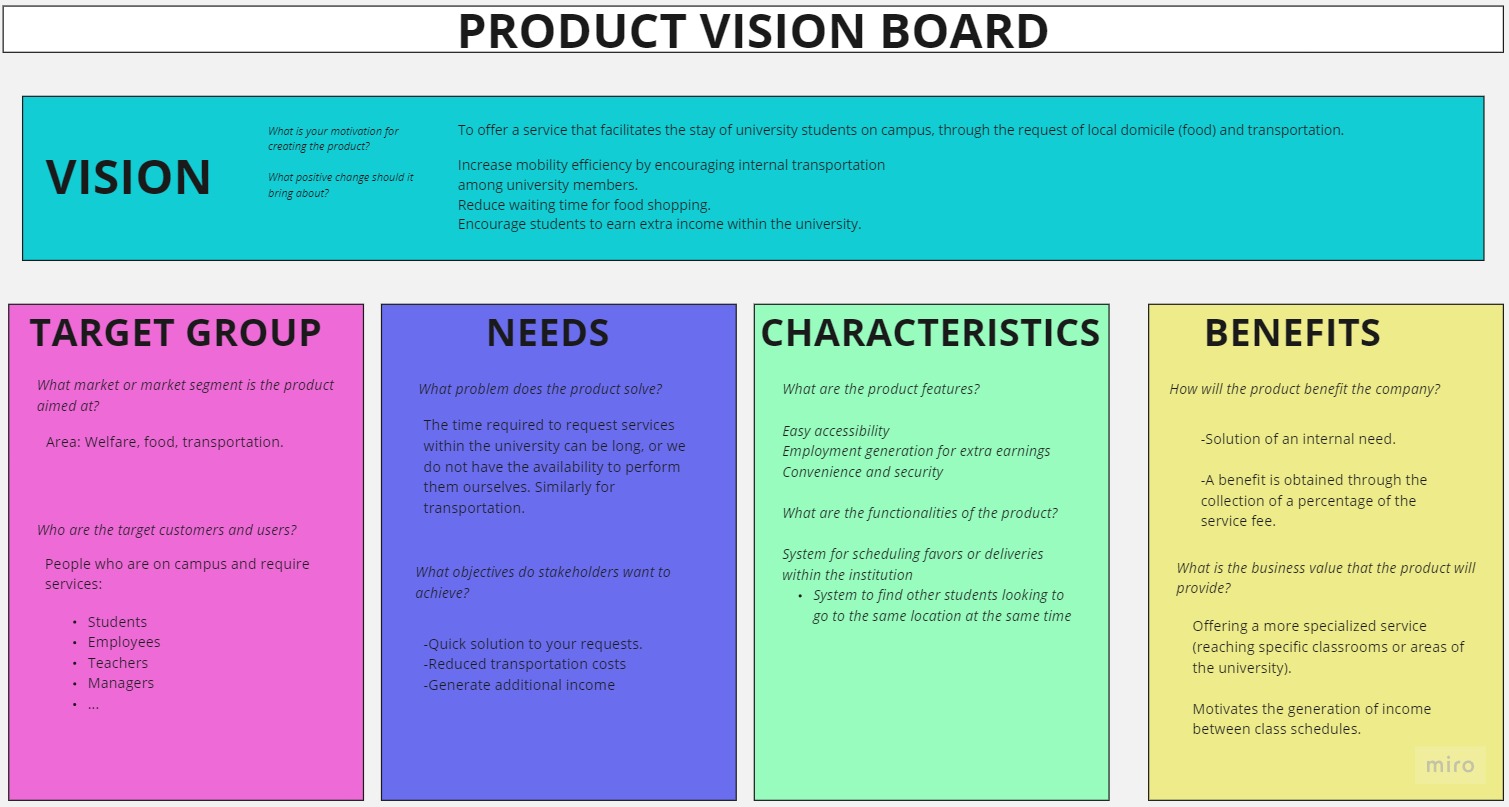 PRODUCT VISION BOARD
VISION
What is your motivation for
creating the product?
What positive change should it
bring about?
To offer a service that facilitates the stay of university students on campus, through the request of local domicile (food) and transportation.
Increase mobility efficiency by encouraging internal transportation
among university members.
Reduce waiting time for food shopping.
Encourage students to earn extra income within the university.
TARGET GROUP
What market or market segment is the product
aimed at?
Area: Welfare, food, transportation.
Who are the target customers and users?
People who are on campus and require
services:
• Students
• Employees
• Teachers
• Managers
• ...
NEEDS
What problem does the product solve?
The time required to request services
within the university can be long, or we
do not have the availability to perform
them ourselves. Similarly for
transportation.
What objectives do stakeholders want to
achieve?
-Quick solution to your requests.
-Reduced transportation costs
-Generate additional income
CHARACTERISTICS
What are the product features?
Easy accessibility
Employment generation for extra earnings
Convenience and security
What are the functionalities of the product?
System for scheduling favors or deliveries
within the institution
• System to find other students looking to
go to the same location at the same time
BENEFITS
How will the product benefit the company?
-Solution of an internal need.
-A benefit is obtained through the
collection of a percentage of the
service fee.
What is the business value that the product will
provide?
Offering a more specialized service
(reaching specific classrooms or areas of
the university).
Motivates the generation of income
between class schedules.
miro